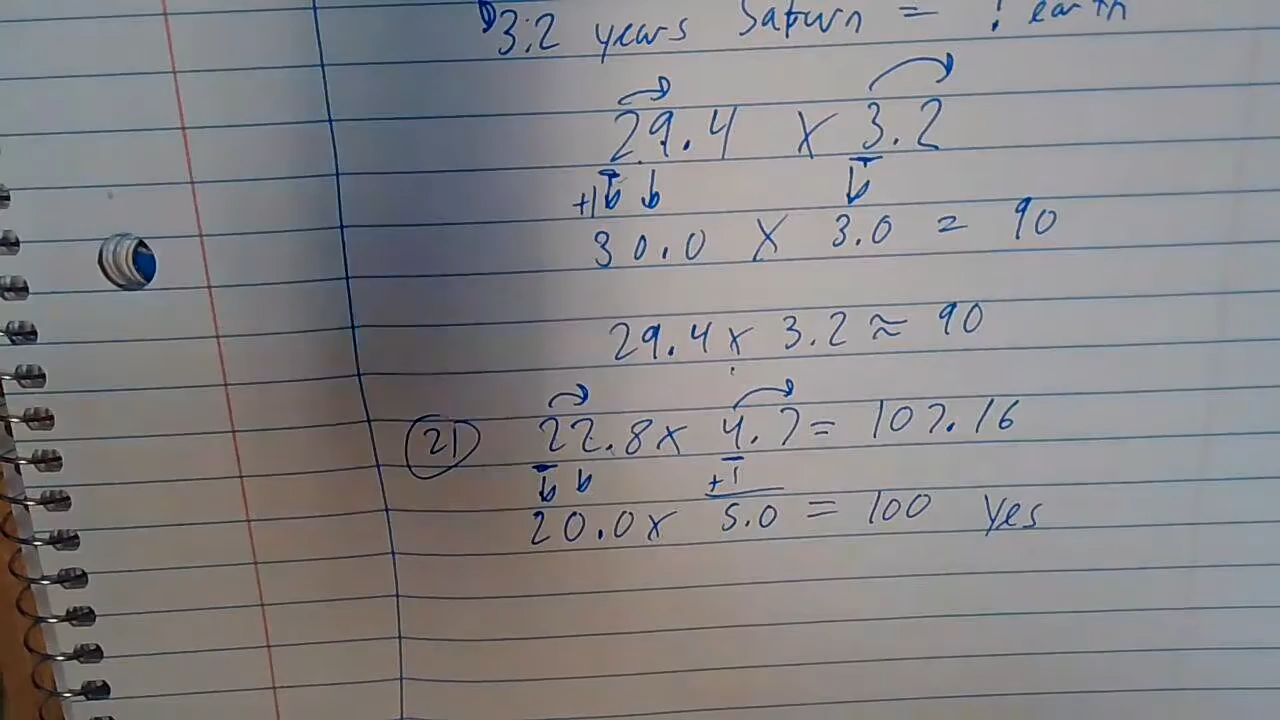 3.2 years Saturn = ? earth
29.4 x 3.2
+1
30.0 x 3.0 = 90
29.4 x 3.2 ≈ 90
(21) 22.8 x 4.7 = 107.16
+1
20.0 x 5.0 = 100 yes